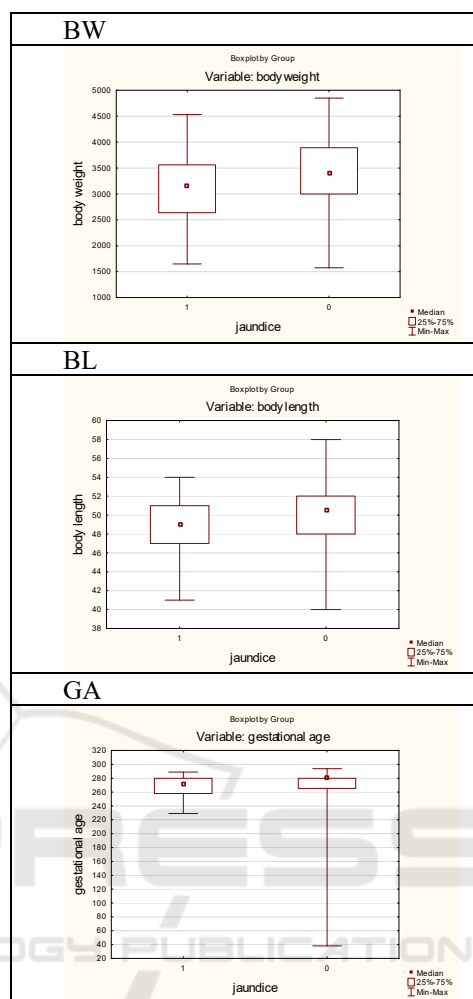 BW
Boxplot by Group
Variable: body weight
5000
4500
4000
3500
3000
2500
2000
1500
1000
body weight
1 0
jaundice
Median
25%-75%
Min-Max
BL
Boxplot by Group
Variable: body length
60
58
56
54
52
50
48
46
44
42
40
38
body length
1 0
jaundice
Median
25%-75%
Min-Max
GA
Boxplot by Group
Variable: gestational age
320
300
280
260
240
220
200
180
160
140
120
100
80
60
40
20
gestational age
1 0
jaundice
Median
25%-75%
Min-Max
PUBLICATION